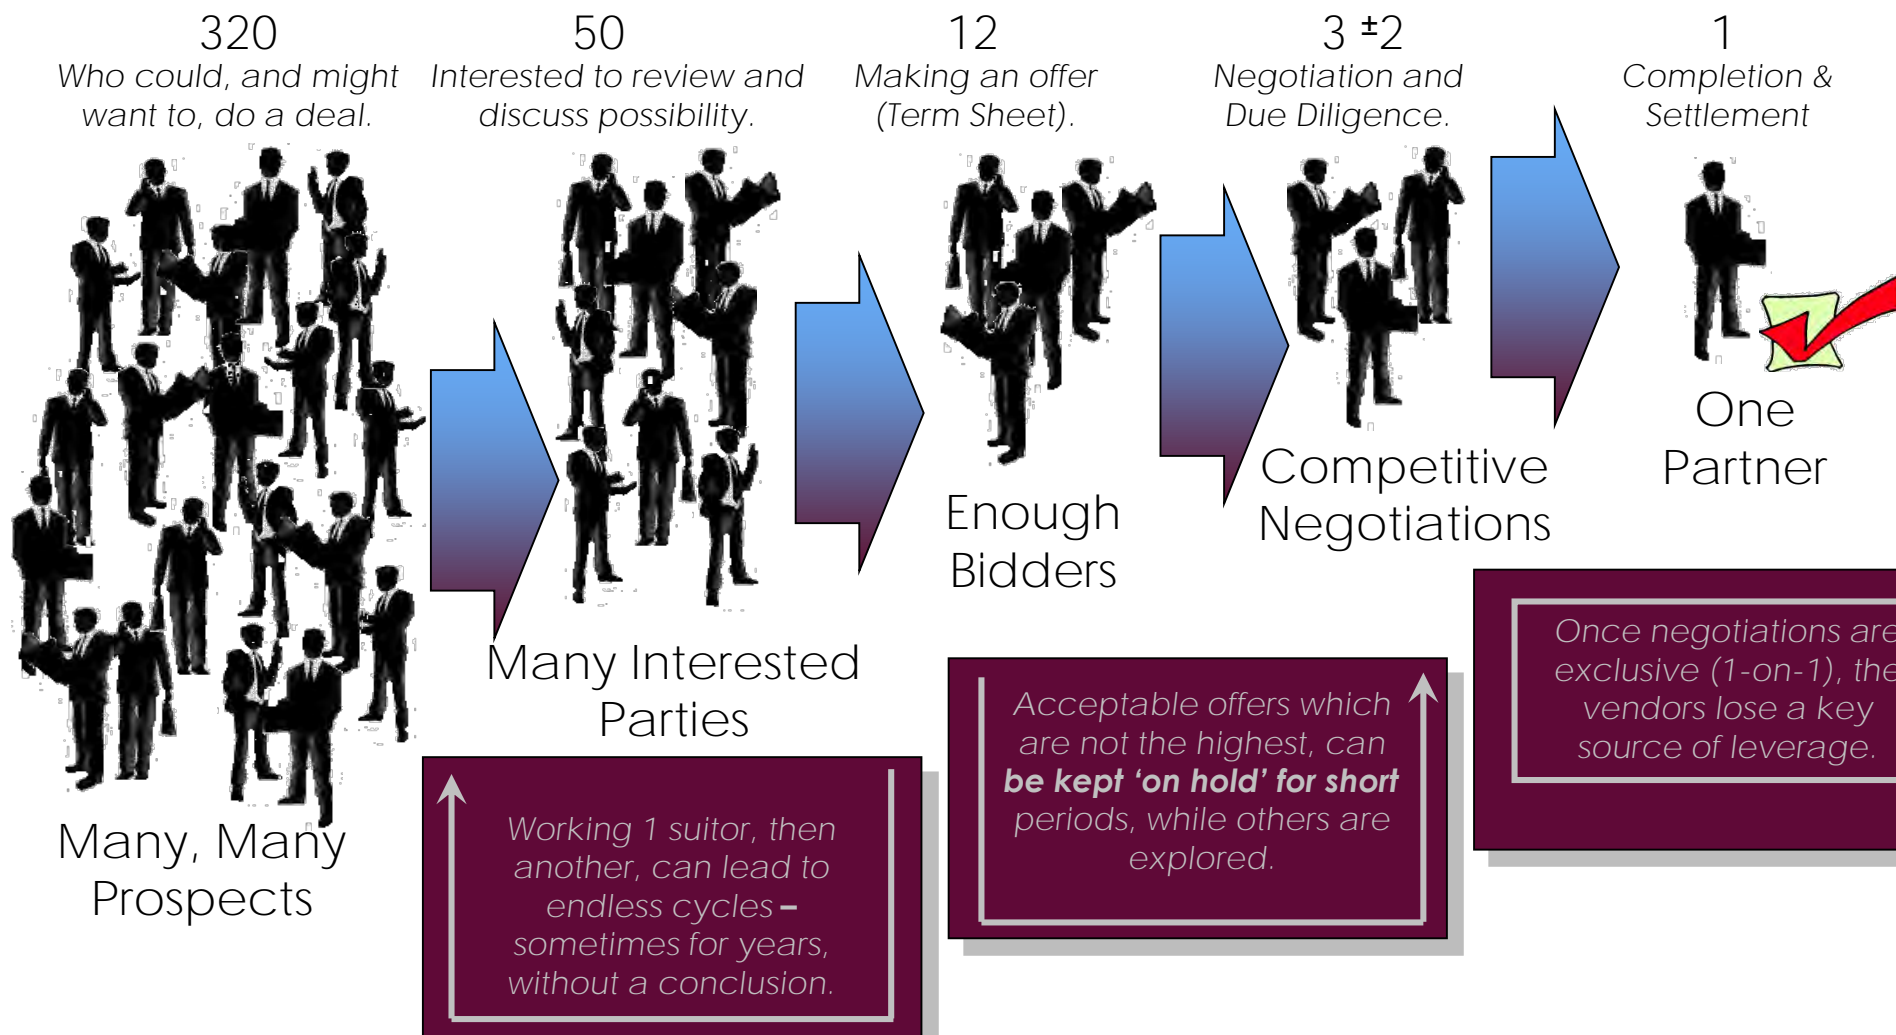 320
Who could, and might
want to, do a deal.
Many, Many
Prospects
50
Interested to review and
discuss possibility.
Many Interested
Parties
Working 1 suitor, then
another, can lead to
endless cycles –
sometimes for years,
without a conclusion.
12
Making an offer
(Term Sheet).
Enough
Bidders
3 ±2
Negotiation and
Due Diligence.
Competitive
Negotiations
Acceptable offers which
are not the highest, can
be kept ‘on hold’ for short
periods, while others are
explored.
1
Completion &
Settlement
One
Partner
Once negotiations are
exclusive (1-on-1), the
vendors lose a key
source of leverage.